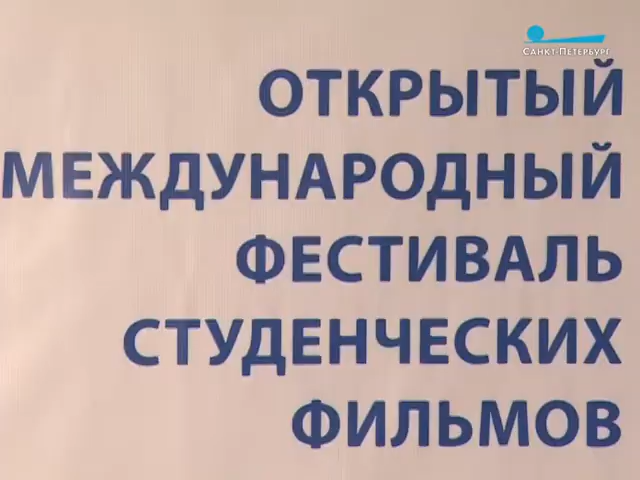 Санкт-Петербург
ОТКРЫТЫЙ
МЕЖДУНАРОДНЫЙ
ФЕСТИВАЛЬ
СТУДЕНЧЕСКИХ
ФИЛЬМОВ